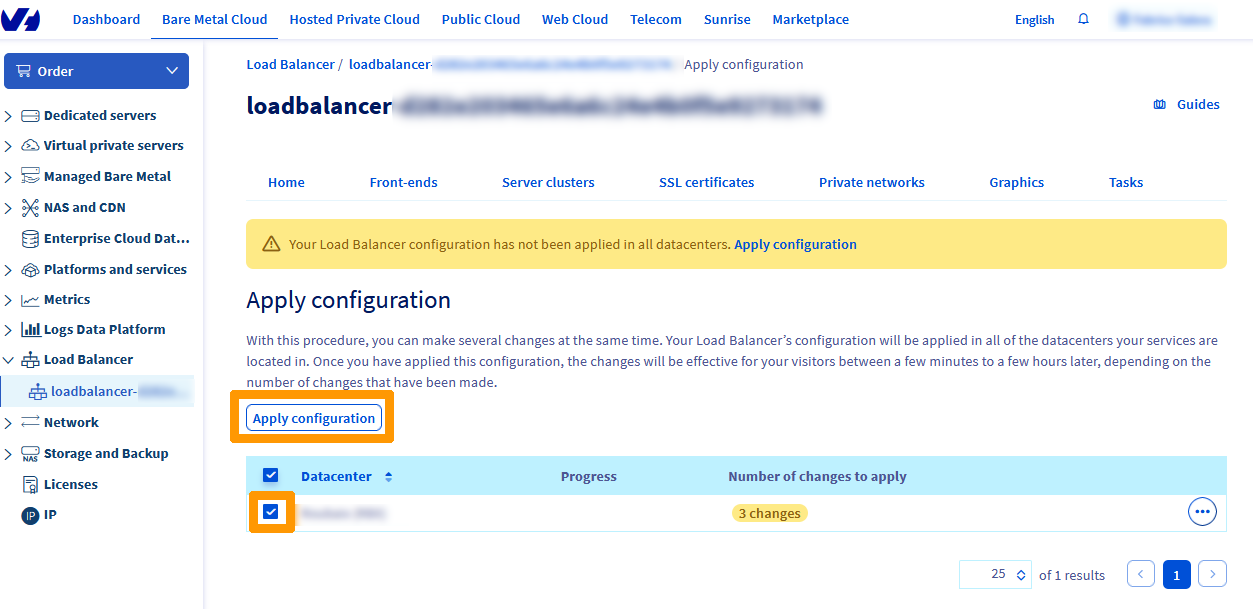 Dashboard Bare Metal Cloud Hosted Private Cloud Public Cloud Web Cloud Telecom Sunrise Marketplace English
Order
Dedicated servers
Virtual private servers
Managed Bare Metal
NAS and CDN
Enterprise Cloud Dat...
Platforms and services
Metrics
Logs Data Platform
Load Balancer
loadbalancer-
Network
NAS Storage and Backup
Licenses
IP IP
Load Balancer / loadbalancer- Apply configuration
loadbalancer
Guides
Home Front-ends Server clusters SSL certificates Private networks Graphics Tasks
Your Load Balancer configuration has not been applied in all datacenters. Apply configuration
Apply configuration
With this procedure, you can make several changes at the same time. Your Load Balancer’s configuration will be applied in all of the datacenters your services are
located in. Once you have applied this configuration, the changes will be effective for your visitors between a few minutes to a few hours later, depending on the
number of changes that have been made.
Apply configuration
Datacenter Progress Number of changes to apply
3 changes
25 of 1 results 1